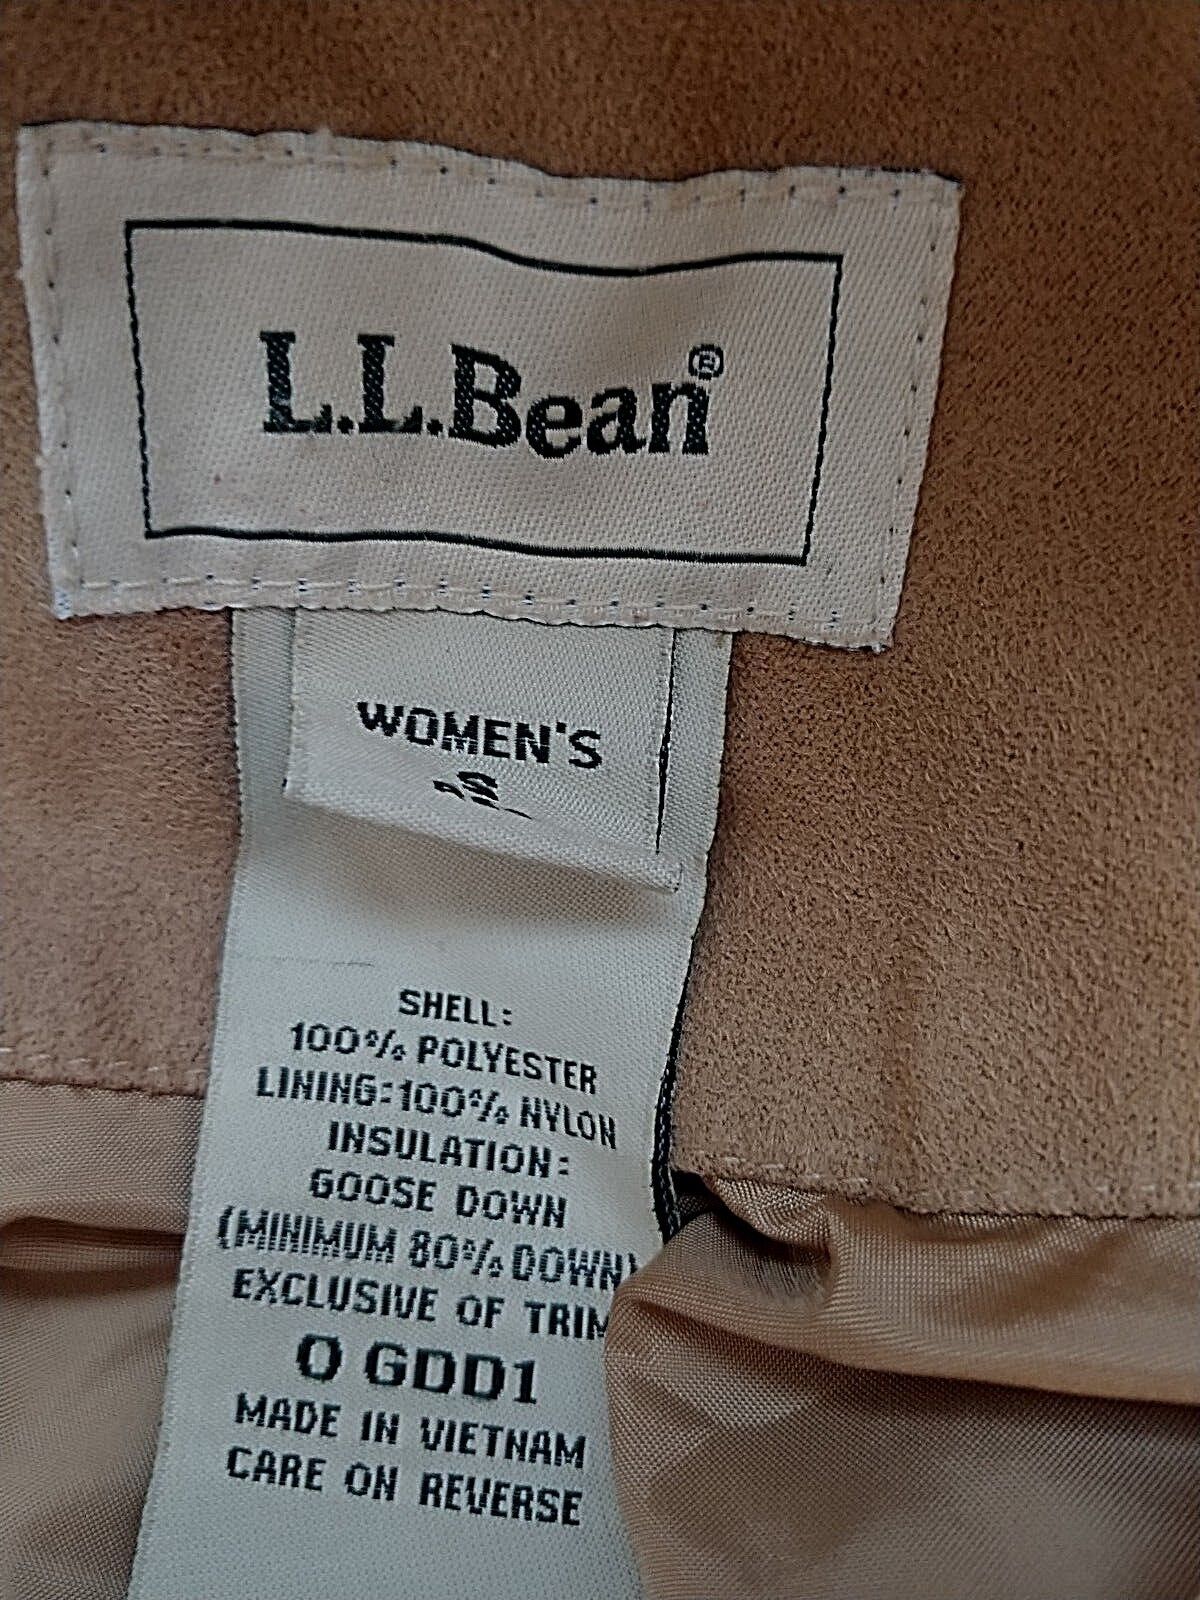 L.L.Bean®
WOMEN'S
SHELL:
100% POLYESTER
LINING:100% NYLON
INSULATION:
GOOSE DOWN
(MINIMUM 80% DOWN)
EXCLUSIVE OF TRIM
0 GDD1
MADE IN VIETNAM
CARE ON REVERSE